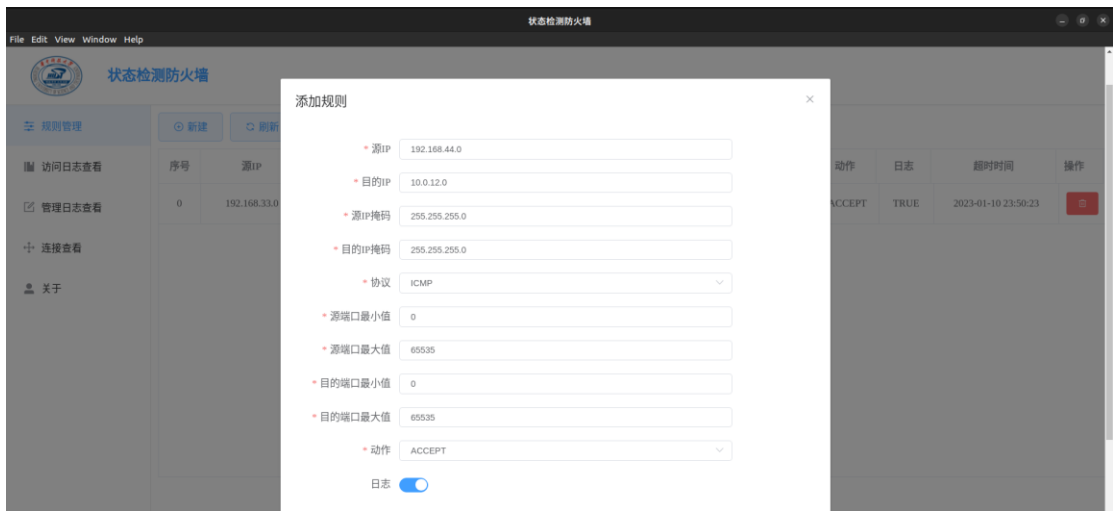 状态检测防火墙
File Edit View Window Help
状态检测防火墙
添加规则
规则管理
新建
刷新
* 源IP 192.168.44.0
访问日志查看
序号 源IP 动作 日志 超时时间 操作
* 目的IP 10.0.12.0
管理日志查看
0 192.168.33.0 ACCEPT TRUE 2023-01-10 23:50:23
* 源IP掩码 255.255.255.0
连接查看
* 目的IP掩码 255.255.255.0
关于
* 协议 ICMP
* 源端口最小值 0
* 源端口最大值 65535
* 目的端口最小值 0
* 目的端口最大值 65535
* 动作 ACCEPT
日志